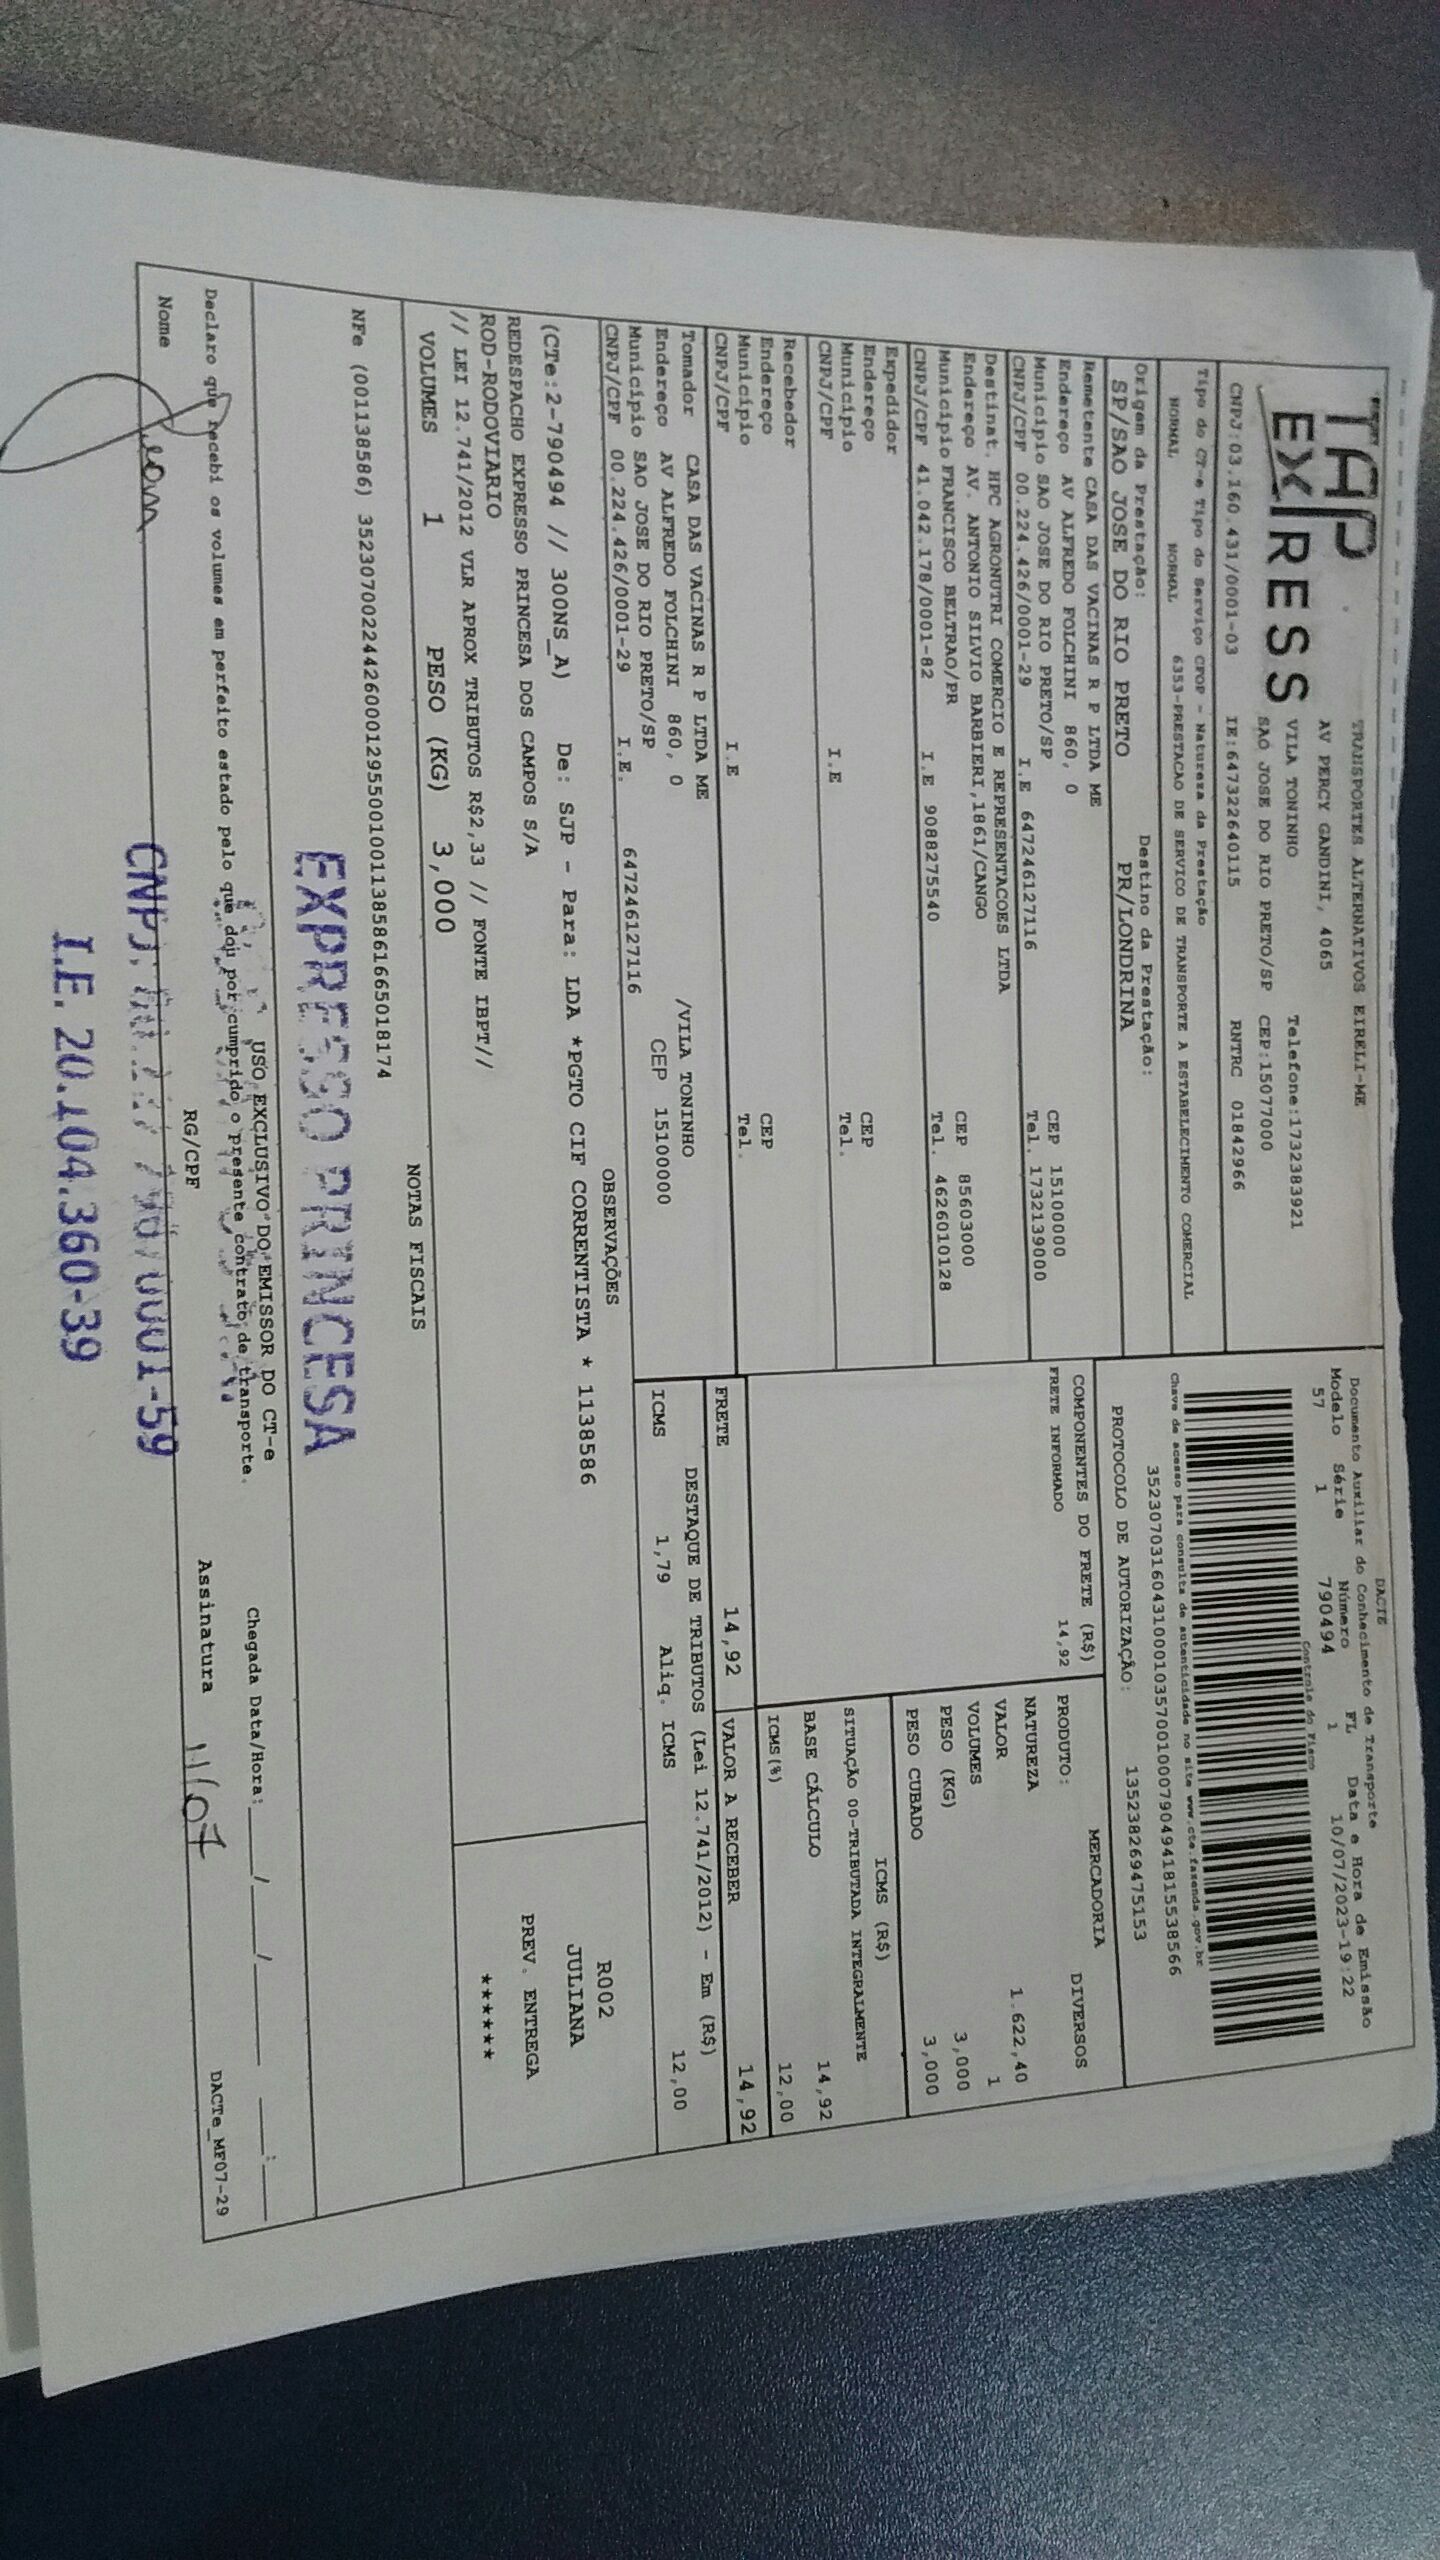 TAP
EXPRESS
TRANSPORTES ALTERNATIVOS EIRELI-ME
AV PERCY GANDINI, 4065
VILA TONINHO Telefone:1732383921
SAO JOSE DO RIO PRETO/SP CEP:15077000
CNPJ:03.160.431/0001-03 IE:647322640115 RNTRC 01842966
DACTE
Documento Auxiliar do Conhecimento de Transporte
Modelo Série Número FL Data e Hora de Emissão
57 1 790494 1 10/07/2023-19:22
Controle do Fisco
Chave de acesso para consulta de autenticidade no site www.cte.fazenda.gov.br
35230703160431000103570010007904941815538566
PROTOCOLO DE AUTORIZAÇÃO: 135238269475153
Tipo do CT-e Tipo do Serviço CFOP - Natureza da Prestação
NORMAL NORMAL 6353-PRESTACAO DE SERVICO DE TRANSPORTE A ESTABELECIMENTO COMERCIAL
Origem da Prestação: Destino da Prestação:
SP/SAO JOSE DO RIO PRETO PR/LONDRINA
Remetente CASA DAS VACINAS R P LTDA ME
Endereço AV ALFREDO FOLCHINI 860, 0 CEP 15100000
Município SAO JOSE DO RIO PRETO/SP Tel. 1732139000
CNPJ/CPF 00.224.426/0001-29 I.E 647246127116
Destinat. HPC AGRONUTRI COMERCIO E REPRESENTACOES LTDA
Endereço AV. ANTONIO SILVIO BARBIERI,1861/CANGO CEP 85603000
Município FRANCISCO BELTRAO/PR Tel. 4626010128
CNPJ/CPF 41.042.178/0001-82 I.E 9088275540
Expedidor
Endereço CEP
Município Tel.
CNPJ/CPF I.E
Recebedor
Endereço CEP
Município Tel.
CNPJ/CPF I.E
Tomador CASA DAS VACINAS R P LTDA ME
Endereço AV ALFREDO FOLCHINI 860, 0 /VILA TONINHO
Município SAO JOSE DO RIO PRETO/SP CEP 15100000
CNPJ/CPF 00.224.426/0001-29 I.E. 647246127116
COMPONENTES DO FRETE (R$)
FRETE INFORMADO 14,92
MERCADORIA
PRODUTO: DIVERSOS
NATUREZA
VALOR 1.622,40
VOLUMES 1
PESO (KG) 3,000
PESO CUBADO 3,000
ICMS (R$)
SITUAÇÃO 00-TRIBUTADA INTEGRALMENTE
BASE CÁLCULO 14,92
ICMS(%) 12,00
FRETE 14,92 VALOR A RECEBER 14,92
DESTAQUE DE TRIBUTOS (Lei 12.741/2012) - Em (R$)
ICMS 1,79 Aliq. ICMS 12,00
OBSERVAÇÕES
(CTe:2-790494 // 300NS_A) De: SJP - Para: LDA *PGTO CIF CORRENTISTA * 1138586
REDESPACHO EXPRESSO PRINCESA DOS CAMPOS S/A
ROD-RODOVIARIO
// LEI 12.741/2012 VLR APROX TRIBUTOS R$2,33 // FONTE IBPT//
R002
JULIANA
PREV. ENTREGA
******
VOLUMES 1 PESO (KG) 3,000
NOTAS FISCAIS
NFe (001138586) 35230700224426000129550010011385861665018174
EXPRESSO PRINCESA
USO EXCLUSIVO DO EMISSOR DO CT-e
Declaro que recebi os volumes em perfeito estado pelo que dou por cumprido o presente contrato de transporte.
Chegada Data/Hora:____/____/____ ____:____
Nome RG/CPF Assinatura 11/07
DACTe_MF07-29
I.E. 20.104.360-39